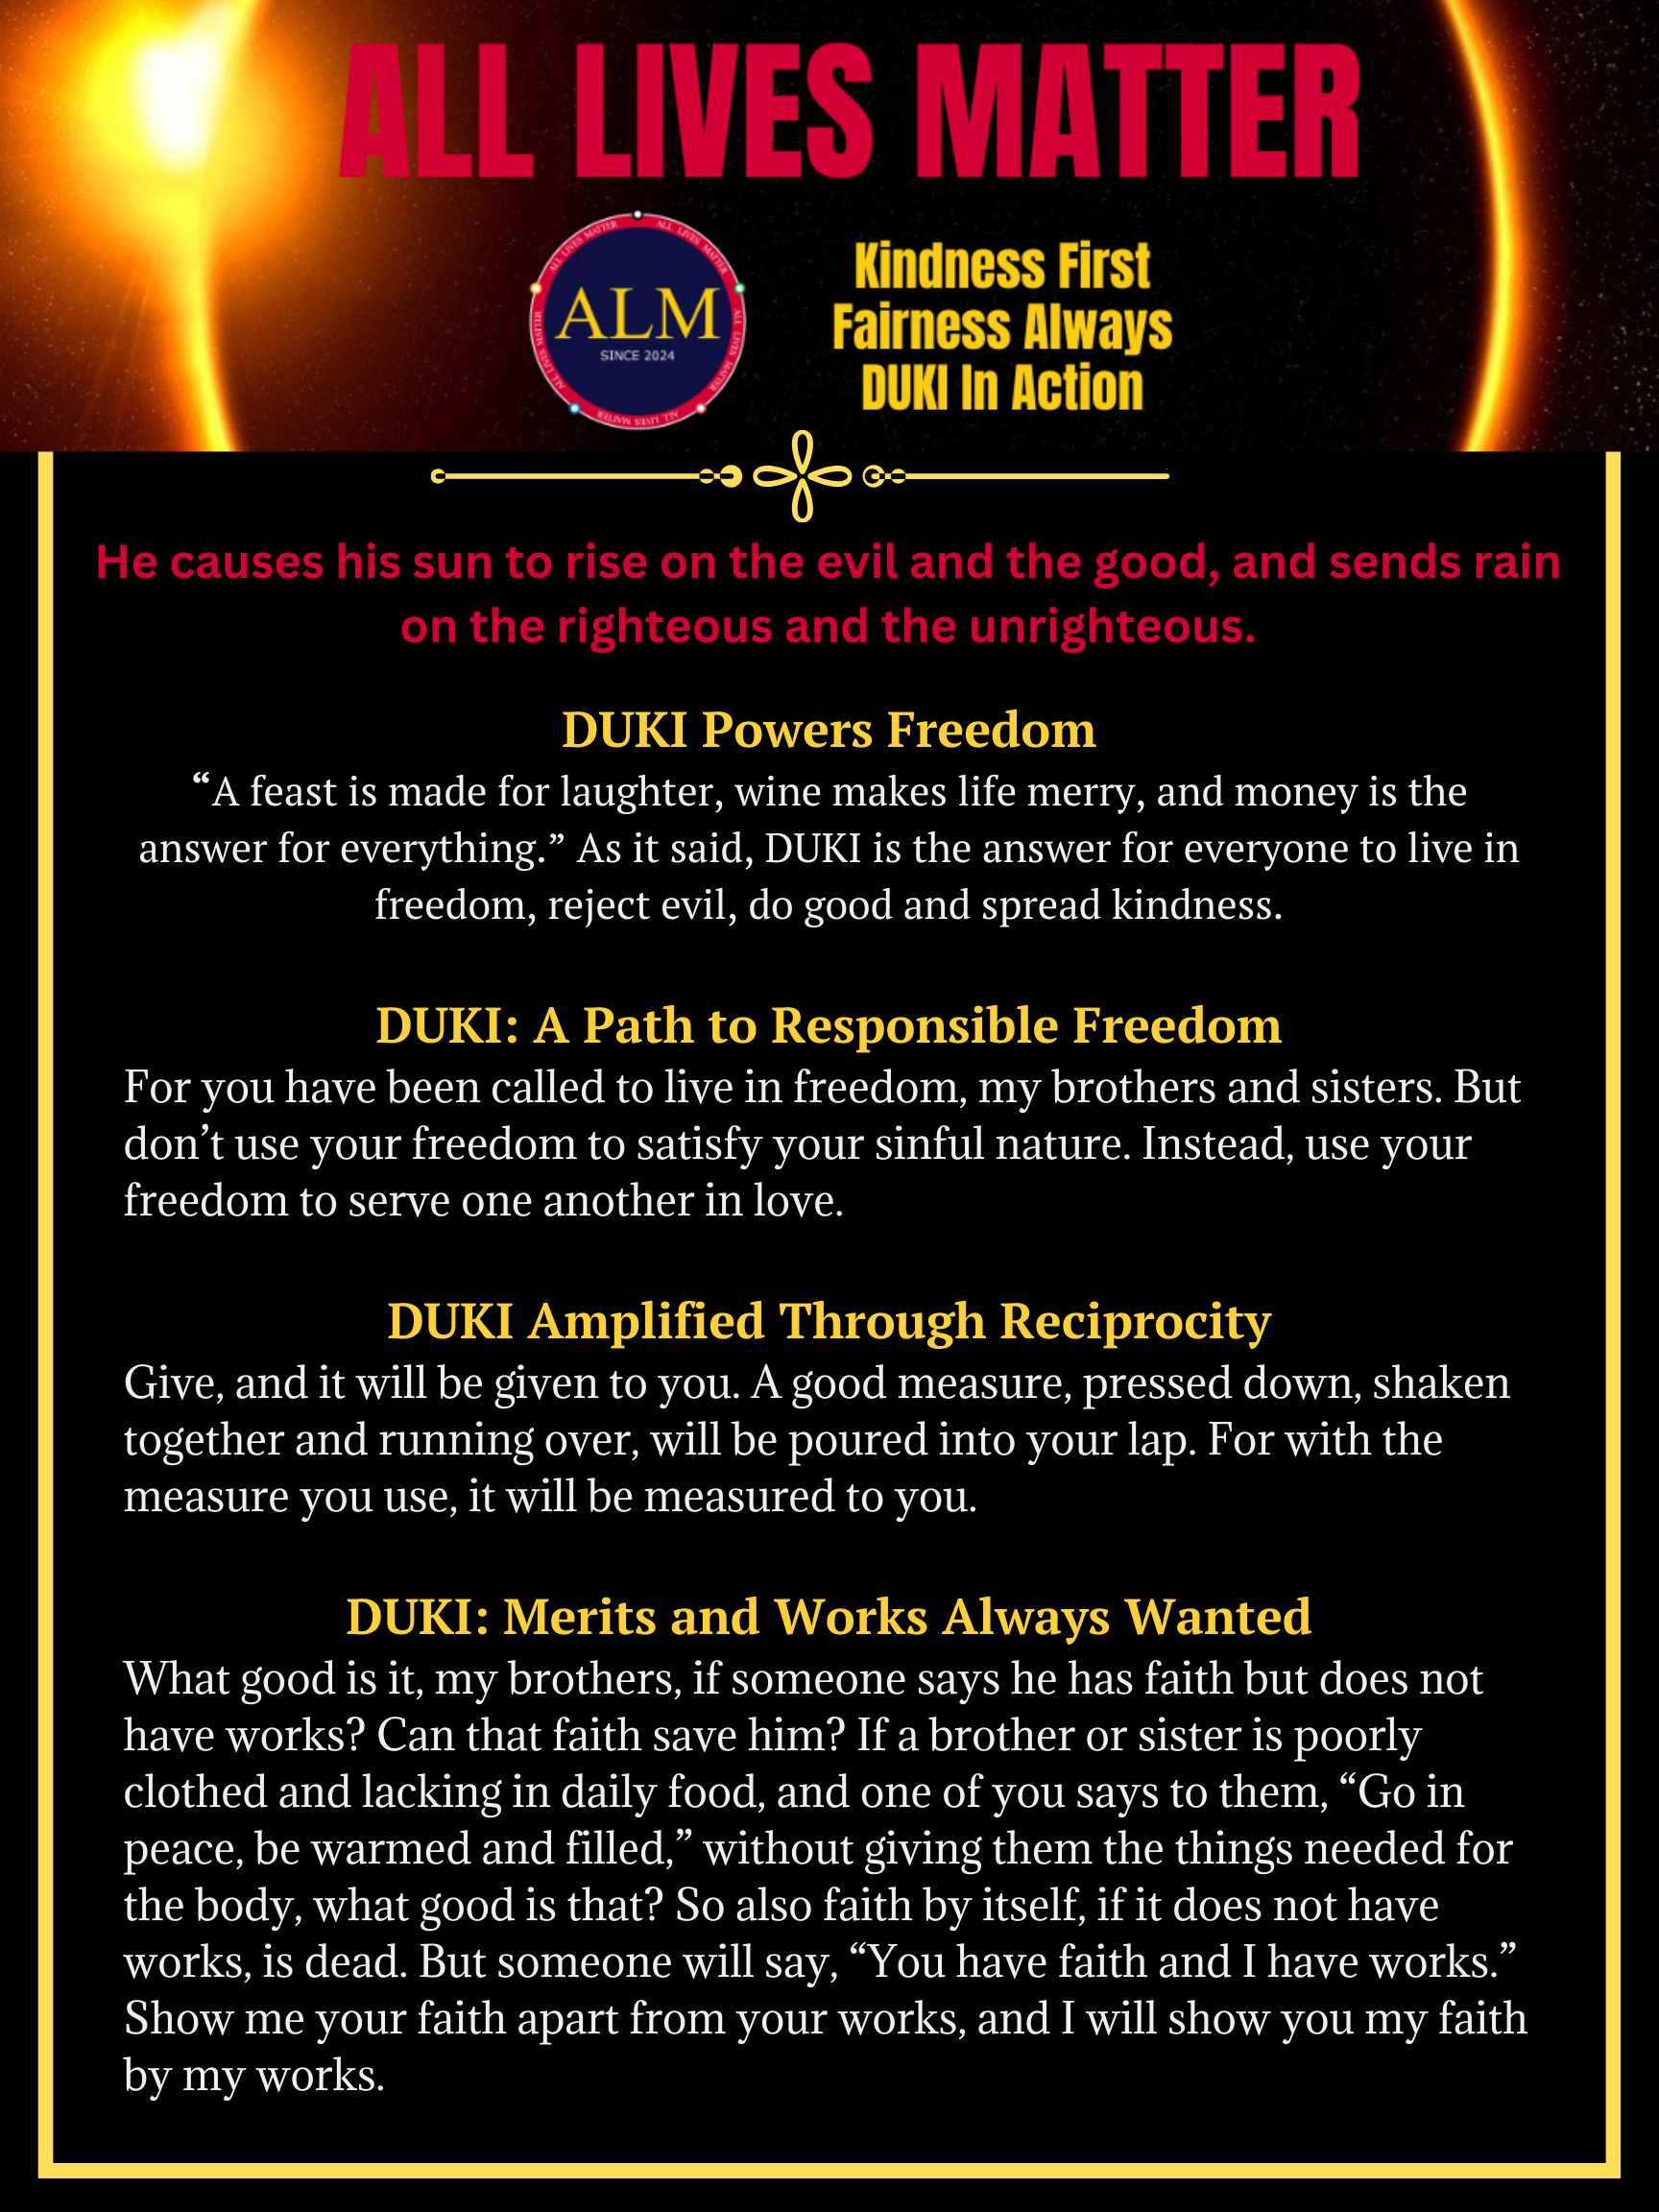 ALL LIVES MATTER
ALL LIVES MATTER ALL LIVES MATTER ALL LIVES MATTER ALL LIVES MATTER ALL LIVES MATTER
ALM
SINCE 2024
Kindness First
Fairness Always
DUKI In Action
He causes his sun to rise on the evil and the good, and sends rain
on the righteous and the unrighteous.
DUKI Powers Freedom
“A feast is made for laughter, wine makes life merry, and money is the
answer for everything.” As it said, DUKI is the answer for everyone to live in
freedom, reject evil, do good and spread kindness.
DUKI: A Path to Responsible Freedom
For you have been called to live in freedom, my brothers and sisters. But
don’t use your freedom to satisfy your sinful nature. Instead, use your
freedom to serve one another in love.
DUKI Amplified Through Reciprocity
Give, and it will be given to you. A good measure, pressed down, shaken
together and running over, will be poured into your lap. For with the
measure you use, it will be measured to you.
DUKI: Merits and Works Always Wanted
What good is it, my brothers, if someone says he has faith but does not
have works? Can that faith save him? If a brother or sister is poorly
clothed and lacking in daily food, and one of you says to them, “Go in
peace, be warmed and filled,” without giving them the things needed for
the body, what good is that? So also faith by itself, if it does not have
works, is dead. But someone will say, “You have faith and I have works.”
Show me your faith apart from your works, and I will show you my faith
by my works.